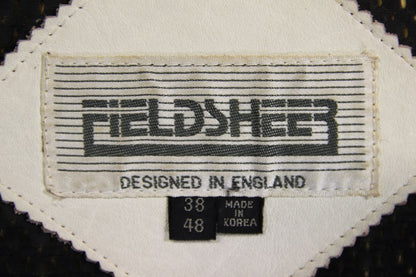 FIELDSHEER
DESIGNED IN ENGLAND
38
48
MADE
IN
KOREA